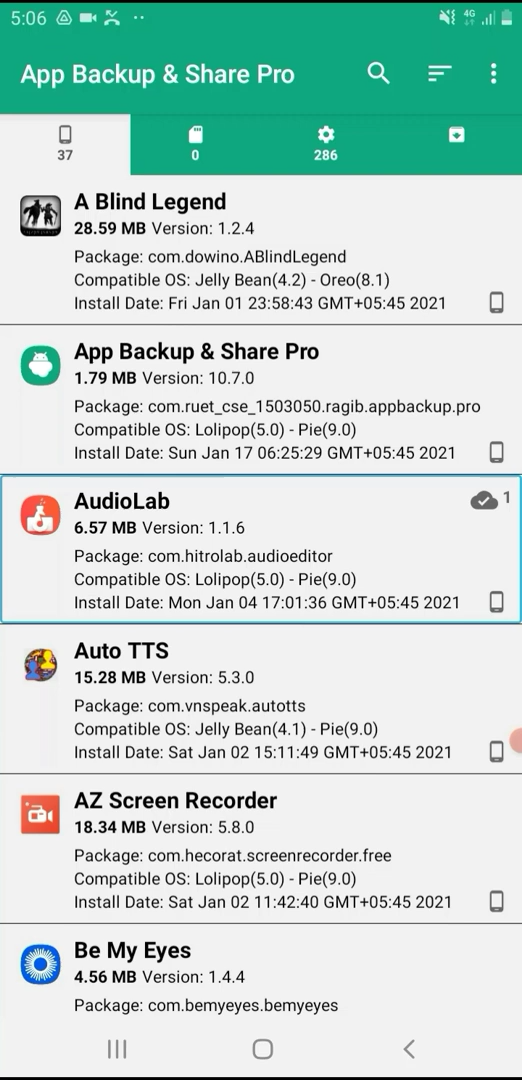 5:06
4G
App Backup & Share Pro
37
0
286
A Blind Legend
28.59 MB Version: 1.2.4
Package: com.dowino.ABlindLegend
Compatible OS: Jelly Bean(4.2) - Oreo(8.1)
Install Date: Fri Jan 01 23:58:43 GMT+05:45 2021
App Backup & Share Pro
1.79 MB Version: 10.7.0
Package: com.ruet_cse_1503050.ragib.appbackup.pro
Compatible OS: Lolipop(5.0) - Pie(9.0)
Install Date: Sun Jan 17 06:25:29 GMT+05:45 2021
AudioLab
1
6.57 MB Version: 1.1.6
Package: com.hitrolab.audioeditor
Compatible OS: Lolipop(5.0) - Pie(9.0)
Install Date: Mon Jan 04 17:01:36 GMT+05:45 2021
Auto TTS
15.28 MB Version: 5.3.0
Package: com.vnspeak.autotts
Compatible OS: Jelly Bean(4.1) - Pie(9.0)
Install Date: Sat Jan 02 15:11:49 GMT+05:45 2021
AZ Screen Recorder
18.34 MB Version: 5.8.0
Package: com.hecorat.screenrecorder.free
Compatible OS: Lolipop(5.0) - Pie(9.0)
Install Date: Sat Jan 02 11:42:40 GMT+05:45 2021
Be My Eyes
4.56 MB Version: 1.4.4
Package: com.bemyeyes.bemyeyes